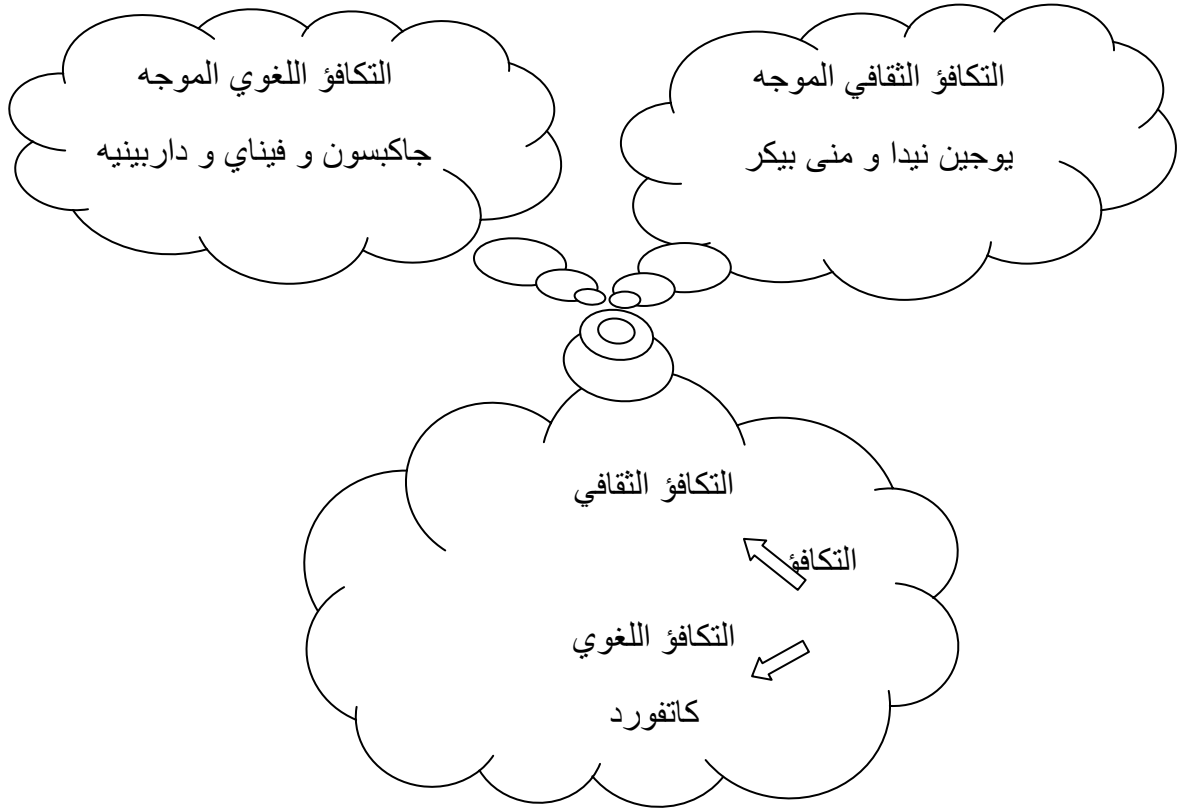 التكافؤ الثقافي الموجه
يوجين نيدا و منى بيكر
التكافؤ اللغوي الموجه
جاكبسون و فيناي و داربينيه
التكافؤ الثقافي
التكافؤ
التكافؤ اللغوي
كاتفورد